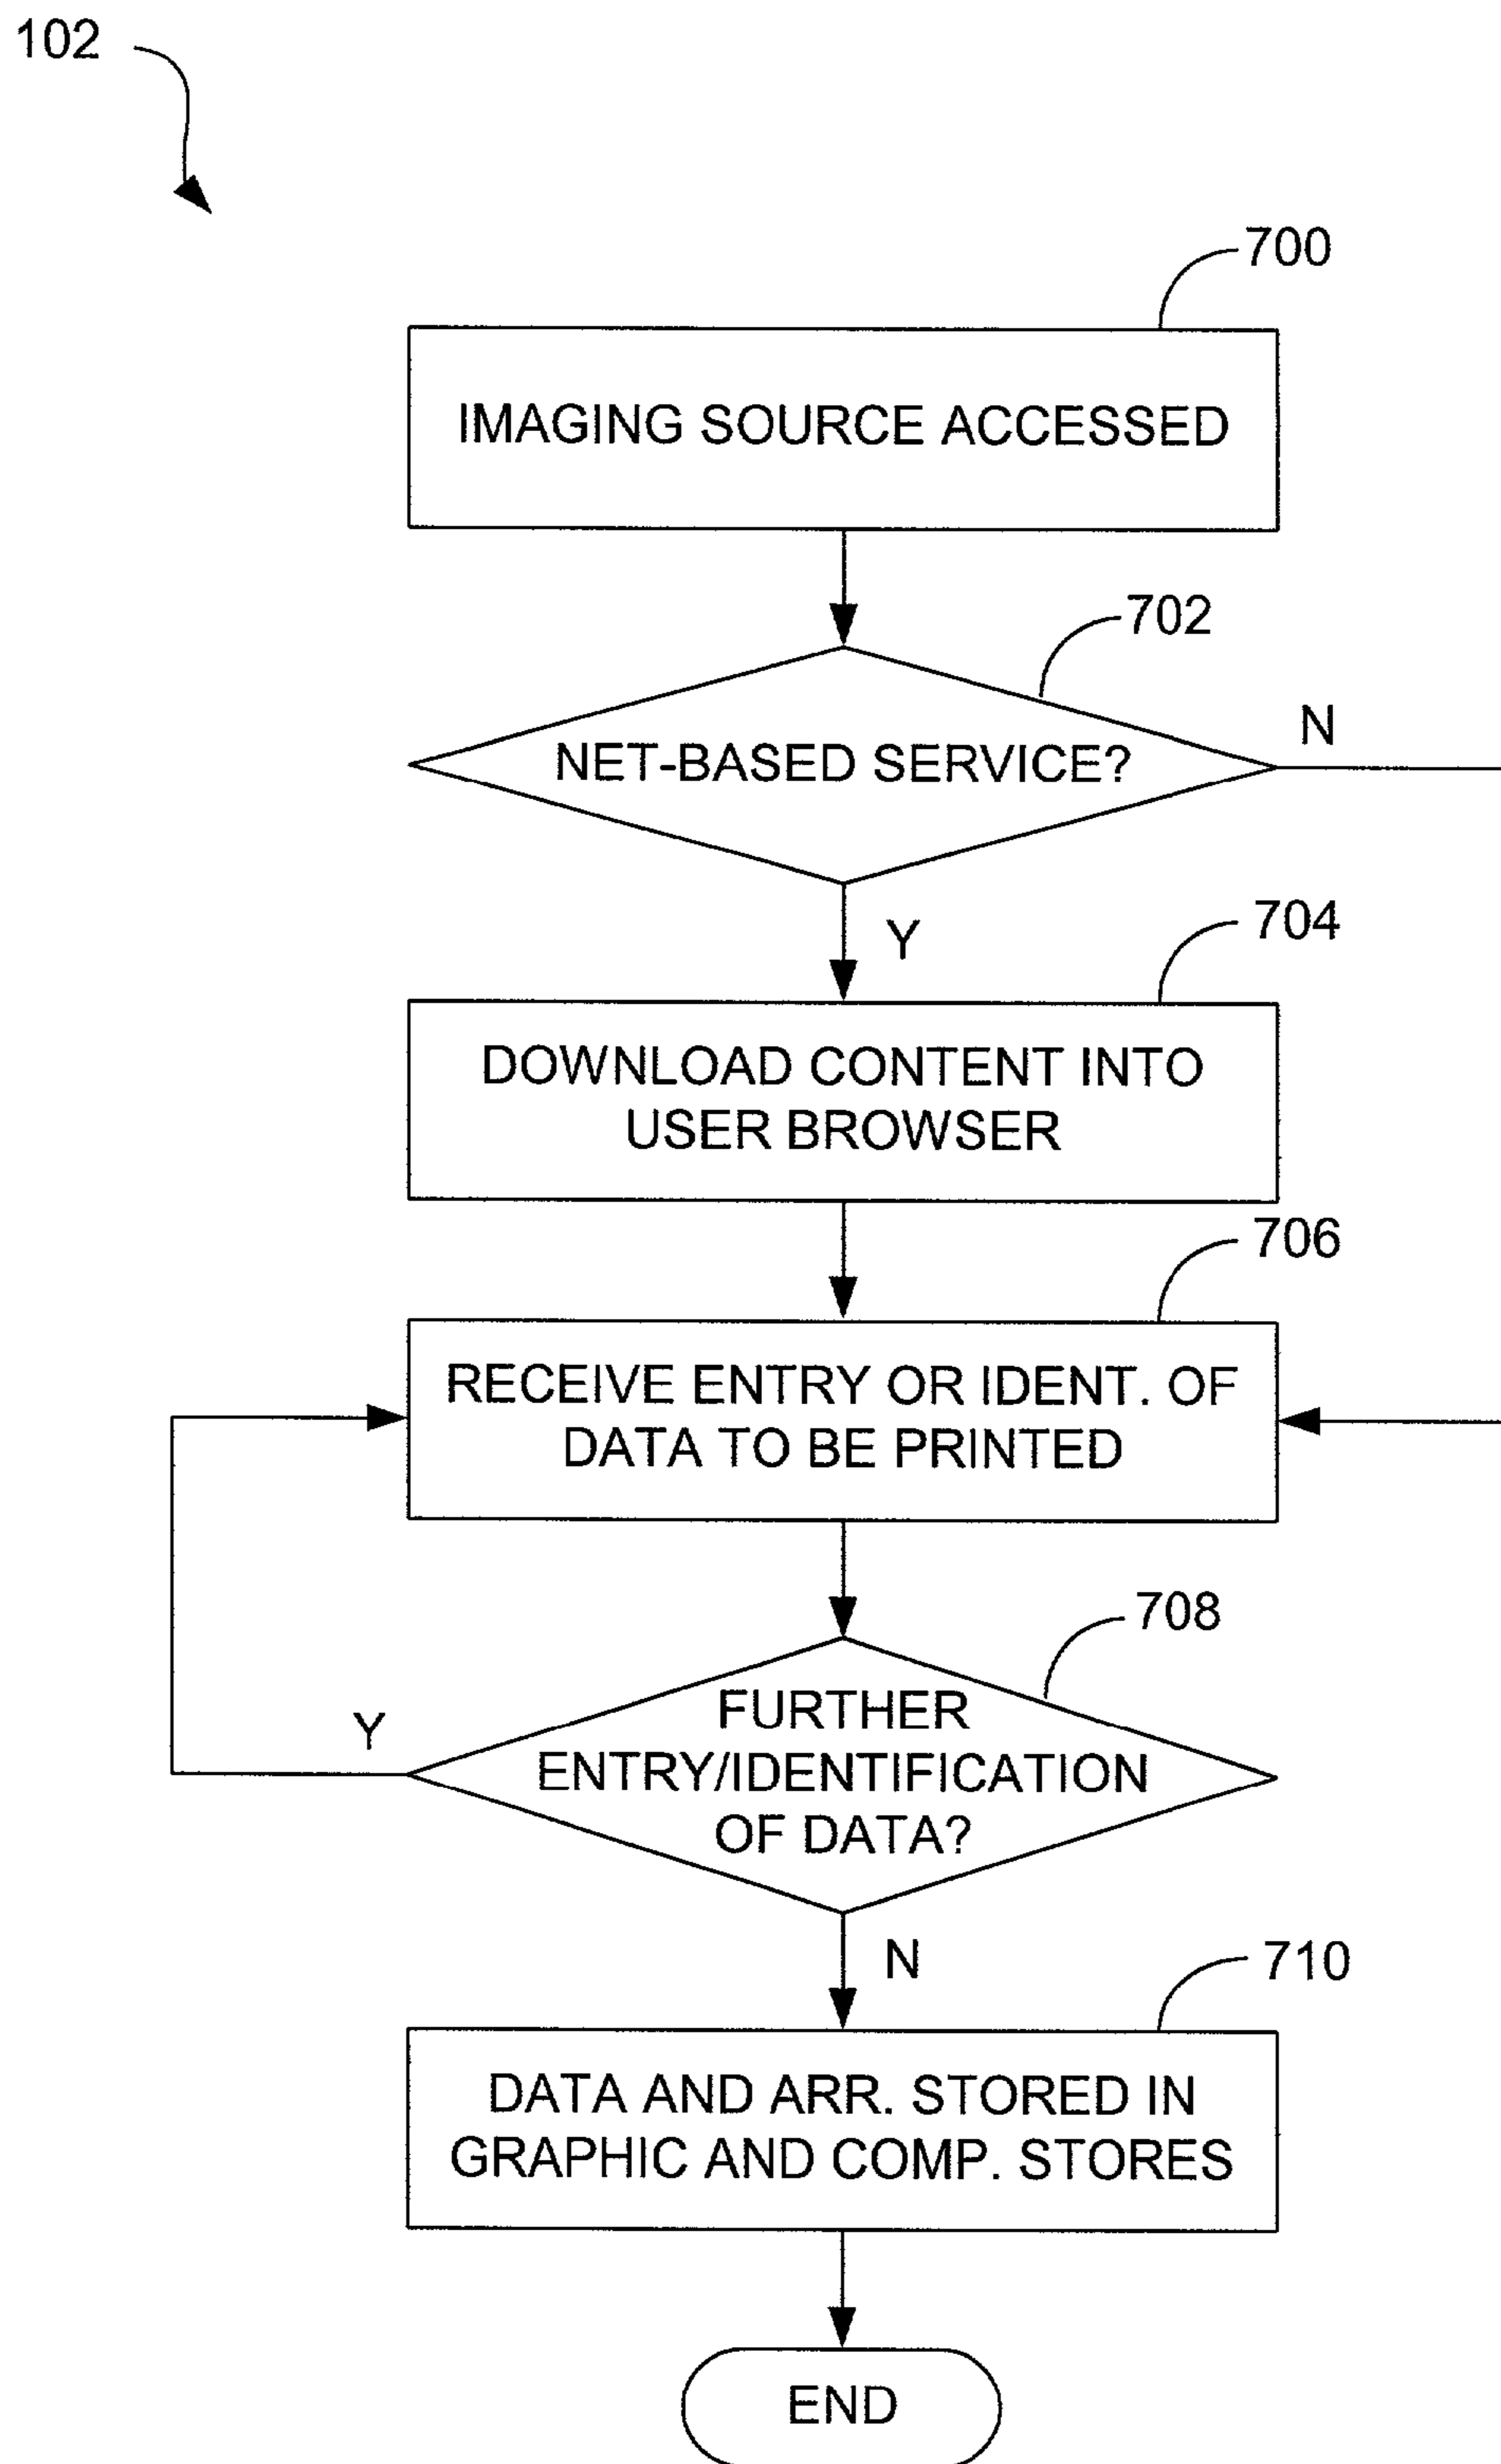 102
700
IMAGING SOURCE ACCESSED
702
NET-BASED SERVICE?
N
Y
704
DOWNLOAD CONTENT INTO
USER BROWSER
706
RECEIVE ENTRY OR IDENT. OF
DATA TO BE PRINTED
708
FURTHER
ENTRY/IDENTIFICATION
OF DATA?
Y
N
710
DATA AND ARR. STORED IN
GRAPHIC AND COMP. STORES
END